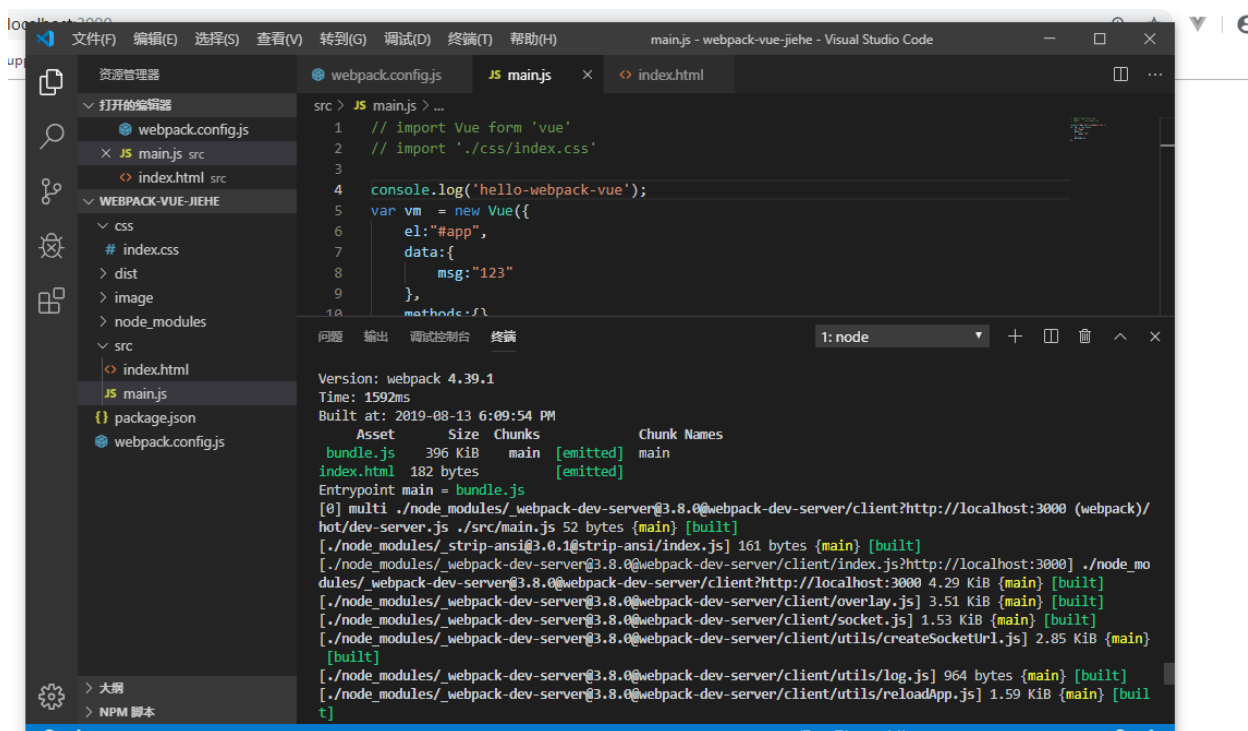 文件(F) 编辑(E) 选择(S) 查看(V) 转到(G) 调试(D) 终端(T) 帮助(H) main.js - webpack-vue-jiehe - Visual Studio Code
资源管理器
打开的编辑器
webpack.config.js
JS main.js src
index.html src
WEBPACK-VUE-JIEHE
css
# index.css
dist
image
node_modules
src
index.html
JS main.js
{} package.json
webpack.config.js
大纲
NPM 脚本
webpack.config.js JS main.js index.html
src > JS main.js > ...
1 // import Vue form 'vue'
2 // import './css/index.css'
3
4 console.log('hello-webpack-vue');
5 var vm = new Vue({
6 el:"#app",
7 data:{
8 msg:"123"
9 },
10 methods:{}
问题 输出 调试控制台 终端 1: node
Version: webpack 4.39.1
Time: 1592ms
Built at: 2019-08-13 6:09:54 PM
Asset Size Chunks Chunk Names
bundle.js 396 KiB main [emitted] main
index.html 182 bytes [emitted]
Entrypoint main = bundle.js
[0] multi ./node_modules/_webpack-dev-server@3.8.0@webpack-dev-server/client?http://localhost:3000 (webpack)/
hot/dev-server.js ./src/main.js 52 bytes {main} [built]
[./node_modules/_strip-ansi@3.0.1@strip-ansi/index.js] 161 bytes {main} [built]
[./node_modules/_webpack-dev-server@3.8.0@webpack-dev-server/client/index.js?http://localhost:3000] ./node_mo
dules/_webpack-dev-server@3.8.0@webpack-dev-server/client?http://localhost:3000 4.29 KiB {main} [built]
[./node_modules/_webpack-dev-server@3.8.0@webpack-dev-server/client/overlay.js] 3.51 KiB {main} [built]
[./node_modules/_webpack-dev-server@3.8.0@webpack-dev-server/client/socket.js] 1.53 KiB {main} [built]
[./node_modules/_webpack-dev-server@3.8.0@webpack-dev-server/client/utils/createSocketUrl.js] 2.85 KiB {main}
[built]
[./node_modules/_webpack-dev-server@3.8.0@webpack-dev-server/client/utils/log.js] 964 bytes {main} [built]
[./node_modules/_webpack-dev-server@3.8.0@webpack-dev-server/client/utils/reloadApp.js] 1.59 KiB {main} [buil
t]